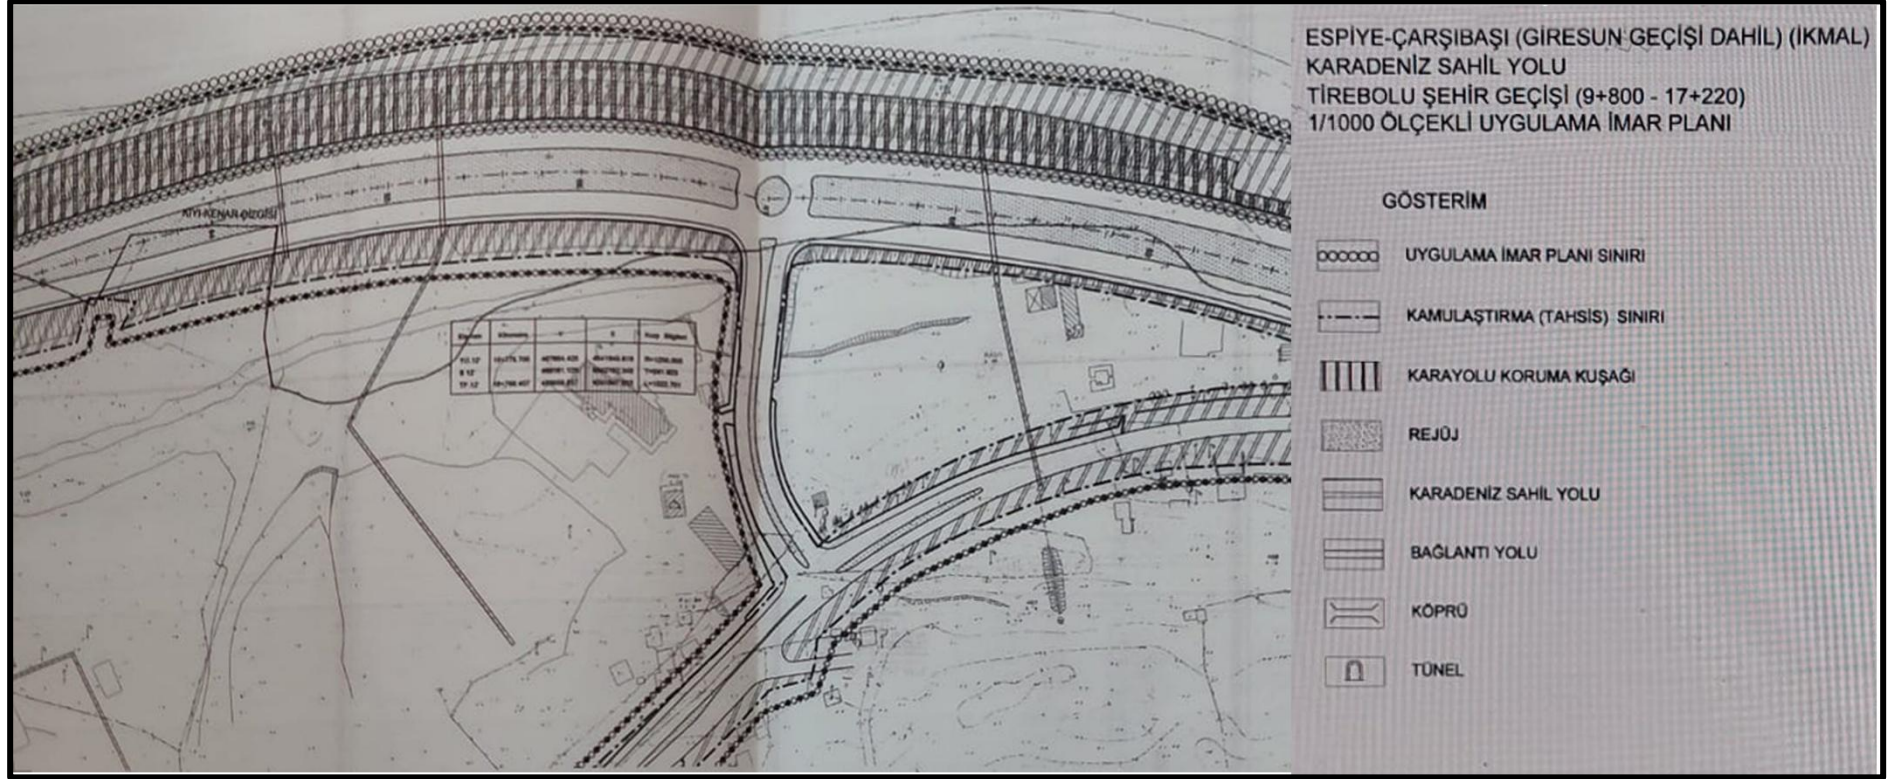 ESPİYE-ÇARŞIBAŞI (GİRESUN GEÇİŞİ DAHİL) (İKMAL)
KARADENİZ SAHİL YOLU
TİREBOLU ŞEHİR GEÇİŞİ (9+800 - 17+220)
1/1000 ÖLÇEKLİ UYGULAMA İMAR PLANI
GÖSTERİM
UYGULAMA İMAR PLANI SINIRI
KAMULAŞTIRMA (TAHSİS) SINIRI
KARAYOLU KORUMA KUŞAĞI
REJÜJ
KARADENİZ SAHİL YOLU
BAĞLANTI YOLU
KÖPRÜ
TÜNEL
KIYI KENAR ÇİZGİSİ